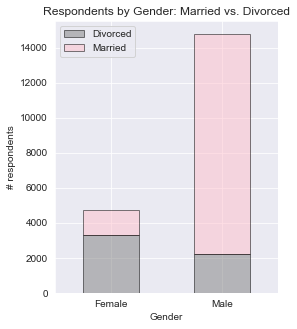 Respondents by Gender: Married vs. Divorced
Divorced
Married
14000
12000
10000
8000
6000
4000
2000
0
# respondents
Female
Male
Gender